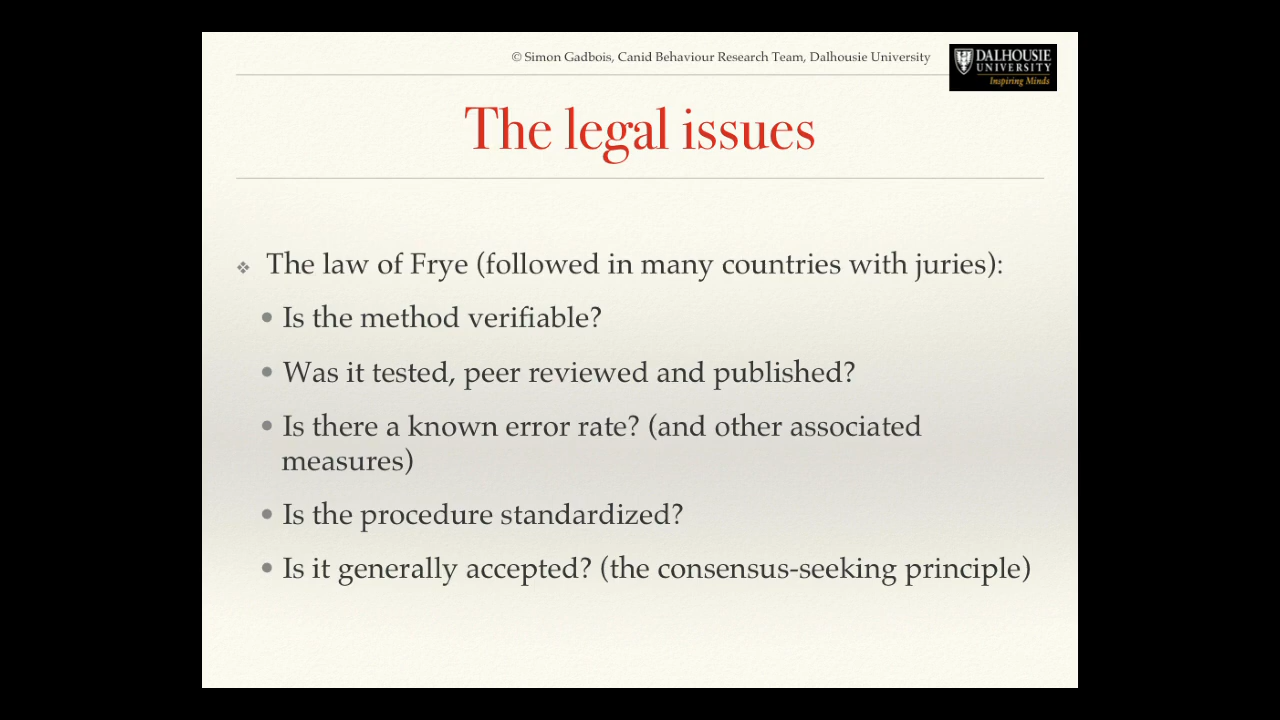 © Simon Gadbois, Canid Behaviour Research Team, Dalhousie University
DALHOUSIE
UNIVERSITY
Inspiring Minds
The legal issues
❖ The law of Frye (followed in many countries with juries):
• Is the method verifiable?
• Was it tested, peer reviewed and published?
• Is there a known error rate? (and other associated
measures)
• Is the procedure standardized?
• Is it generally accepted? (the consensus-seeking principle)